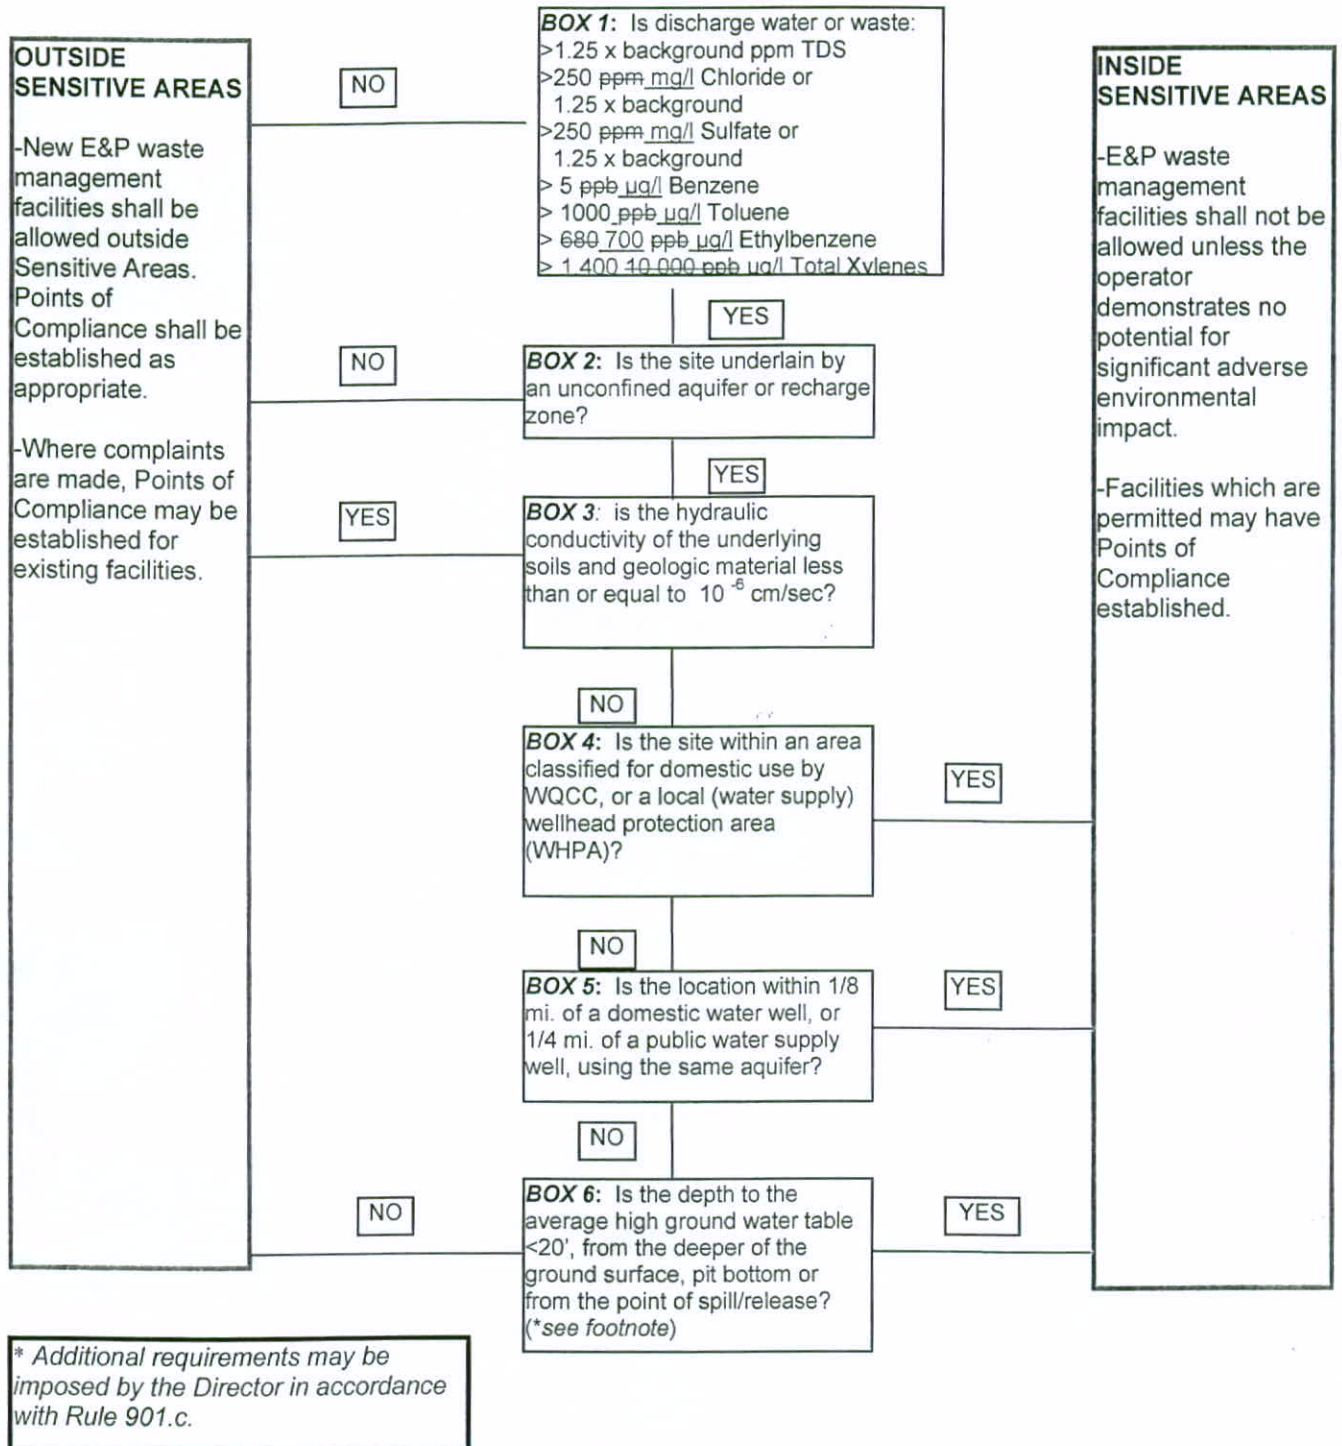 OUTSIDE
SENSITIVE AREAS
-New E&P waste
management
facilities shall be
allowed outside
Sensitive Areas.
Points of
Compliance shall be
established as
appropriate.
-Where complaints
are made, Points of
Compliance may be
established for
existing facilities.
NO
BOX 1: Is discharge water or waste:
>1.25 x background ppm TDS
>250 ppm mg/l Chloride or
1.25 x background
>250 ppm mg/l Sulfate or
1.25 x background
> 5 ppb µg/l Benzene
> 1000 ppb µg/l Toluene
> 680 700 ppb µg/l Ethylbenzene
> 1,400 10,000 ppb µg/l Total Xylenes
YES
NO
BOX 2: Is the site underlain by
an unconfined aquifer or recharge
zone?
YES
YES
BOX 3: is the hydraulic
conductivity of the underlying
soils and geologic material less
than or equal to 10 -6 cm/sec?
NO
BOX 4: Is the site within an area
classified for domestic use by
WQCC, or a local (water supply)
wellhead protection area
(WHPA)?
YES
NO
BOX 5: Is the location within 1/8
mi. of a domestic water well, or
1/4 mi. of a public water supply
well, using the same aquifer?
YES
NO
NO
BOX 6: Is the depth to the
average high ground water table
<20', from the deeper of the
ground surface, pit bottom or
from the point of spill/release?
(*see footnote)
YES
INSIDE
SENSITIVE AREAS
-E&P waste
management
facilities shall not be
allowed unless the
operator
demonstrates no
potential for
significant adverse
environmental
impact.
-Facilities which are
permitted may have
Points of
Compliance
established.
* Additional requirements may be
imposed by the Director in accordance
with Rule 901.c.